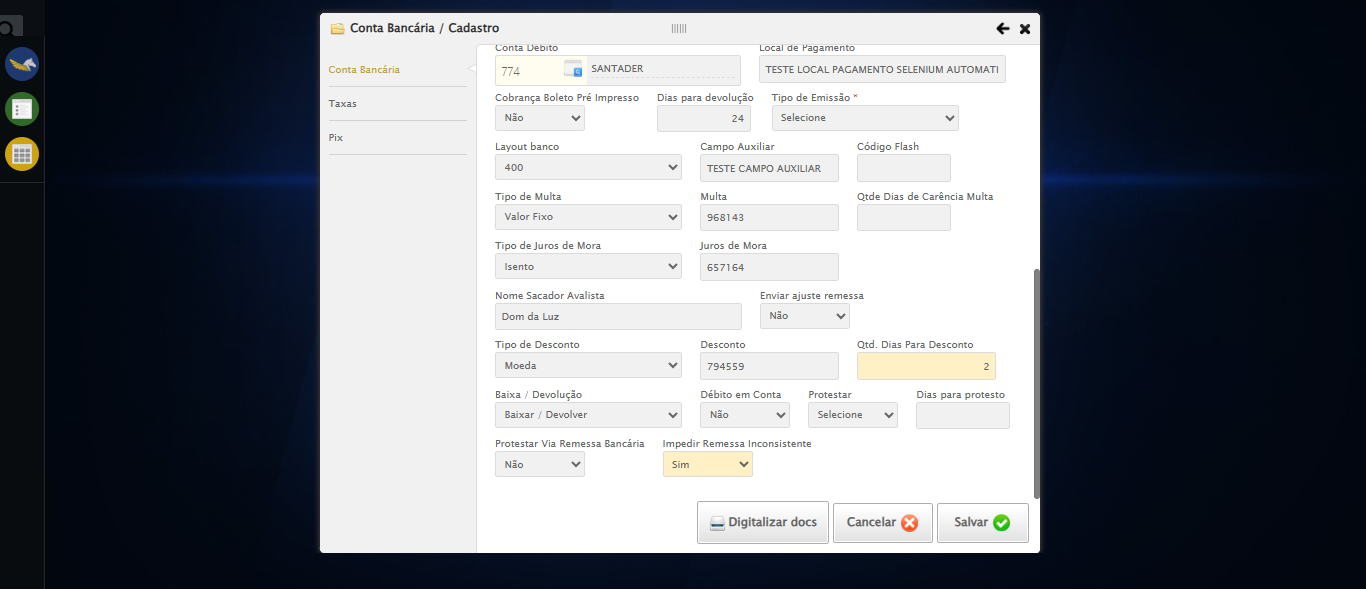 Conta Bancária / Cadastro
Conta Bancária
Taxas
Pix
Conta Débito Local de Pagamento
774 SANTADER TESTE LOCAL PAGAMENTO SELENIUM AUTOMATI
Cobrança Boleto Pré Impresso Dias para devolução Tipo de Emissão *
Não 24 Selecione
Layout banco Campo Auxiliar Código Flash
400 TESTE CAMPO AUXILIAR
Tipo de Multa Multa Qtde Dias de Carência Multa
Valor Fixo 968143
Tipo de Juros de Mora Juros de Mora
Isento 657164
Nome Sacador Avalista Enviar ajuste remessa
Dom da Luz Não
Tipo de Desconto Desconto Qtd. Dias Para Desconto
Moeda 794559 2
Baixa / Devolução Débito em Conta Protestar Dias para protesto
Baixar / Devolver Não Selecione
Protestar Via Remessa Bancária Impedir Remessa Inconsistente
Não Sim
Digitalizar docs Cancelar Salvar